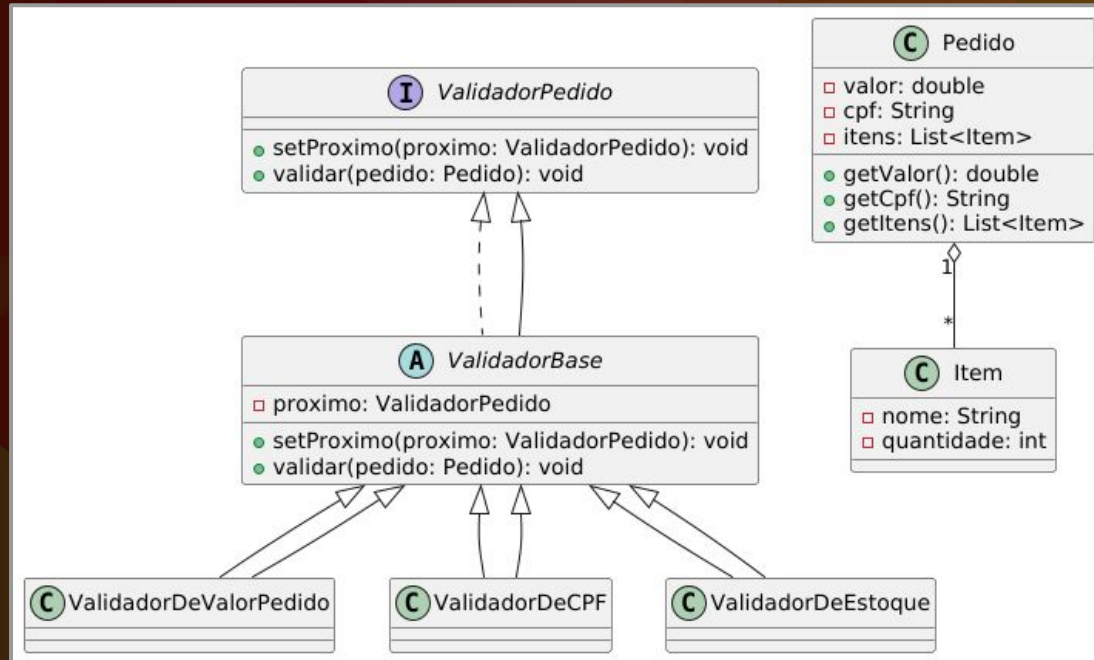 I ValidadorPedido
setProximo(proximo: ValidadorPedido): void
validar(pedido: Pedido): void
C Pedido
valor: double
cpf: String
itens: List<Item>
getValor(): double
getCpf(): String
getItens(): List<Item>
1
*
A ValidadorBase
proximo: ValidadorPedido
setProximo(proximo: ValidadorPedido): void
validar(pedido: Pedido): void
C Item
nome: String
quantidade: int
C ValidadorDeValorPedido
C ValidadorDeCPF
C ValidadorDeEstoque